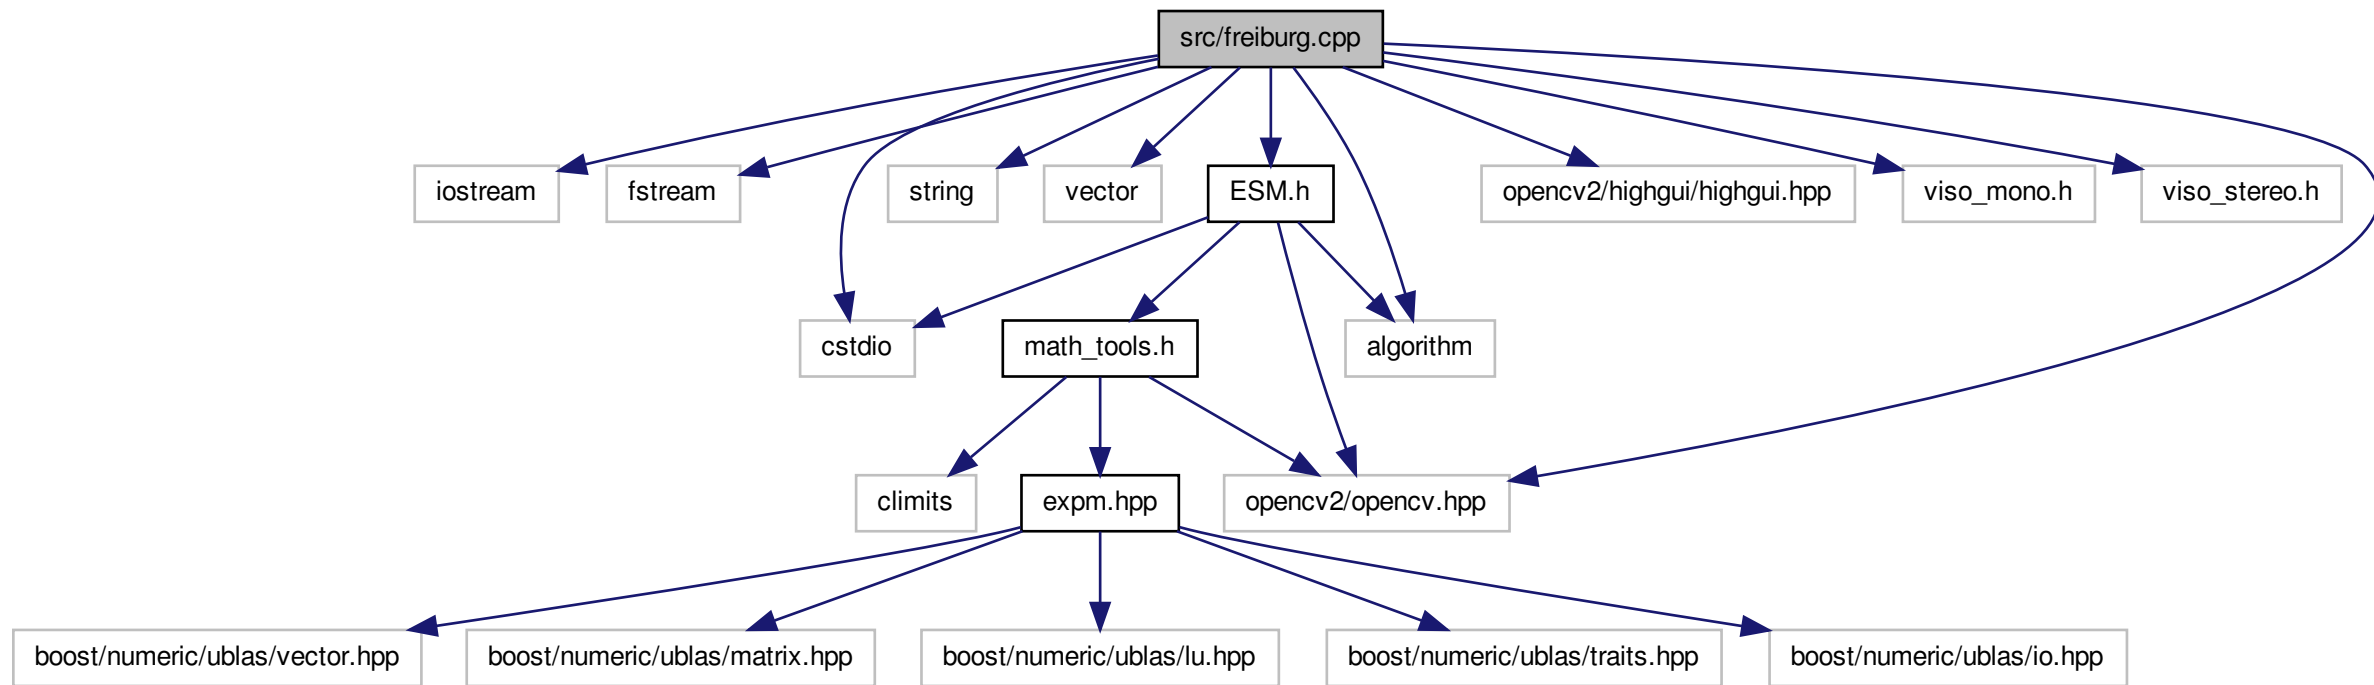 src/freiburg.cpp
iostream
fstream
string
vector
ESM.h
opencv2/highgui/highgui.hpp
viso_mono.h
viso_stereo.h
cstdio
math_tools.h
algorithm
climits
expm.hpp
opencv2/opencv.hpp
boost/numeric/ublas/vector.hpp
boost/numeric/ublas/matrix.hpp
boost/numeric/ublas/lu.hpp
boost/numeric/ublas/traits.hpp
boost/numeric/ublas/io.hpp